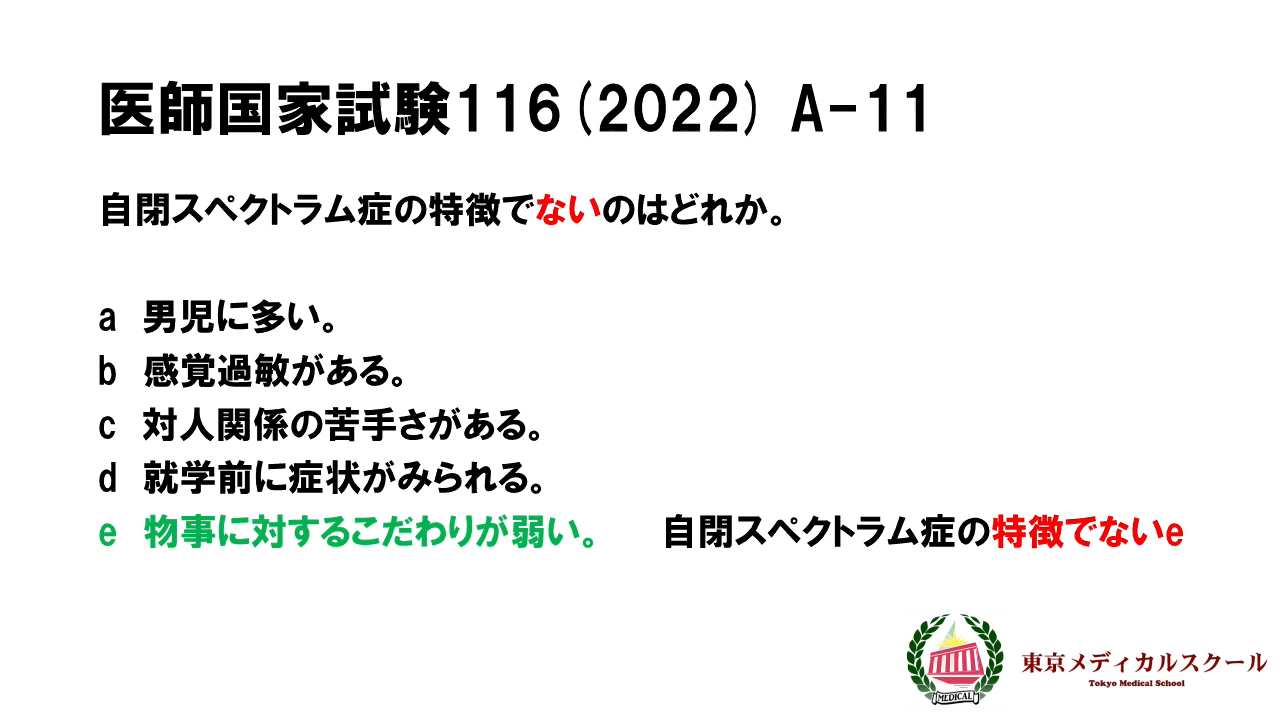 医師国家試験116(2022) A-11
自閉スペクトラム症の特徴でないのはどれか。
a 男児に多い。
b 感覚過敏がある。
c 対人関係の苦手さがある。
d 就学前に症状がみられる。
e 物事に対するこだわりが弱い。 自閉スペクトラム症の特徴でないe
MEDICAL
東京メディカルスクール
Tokyo Medical School